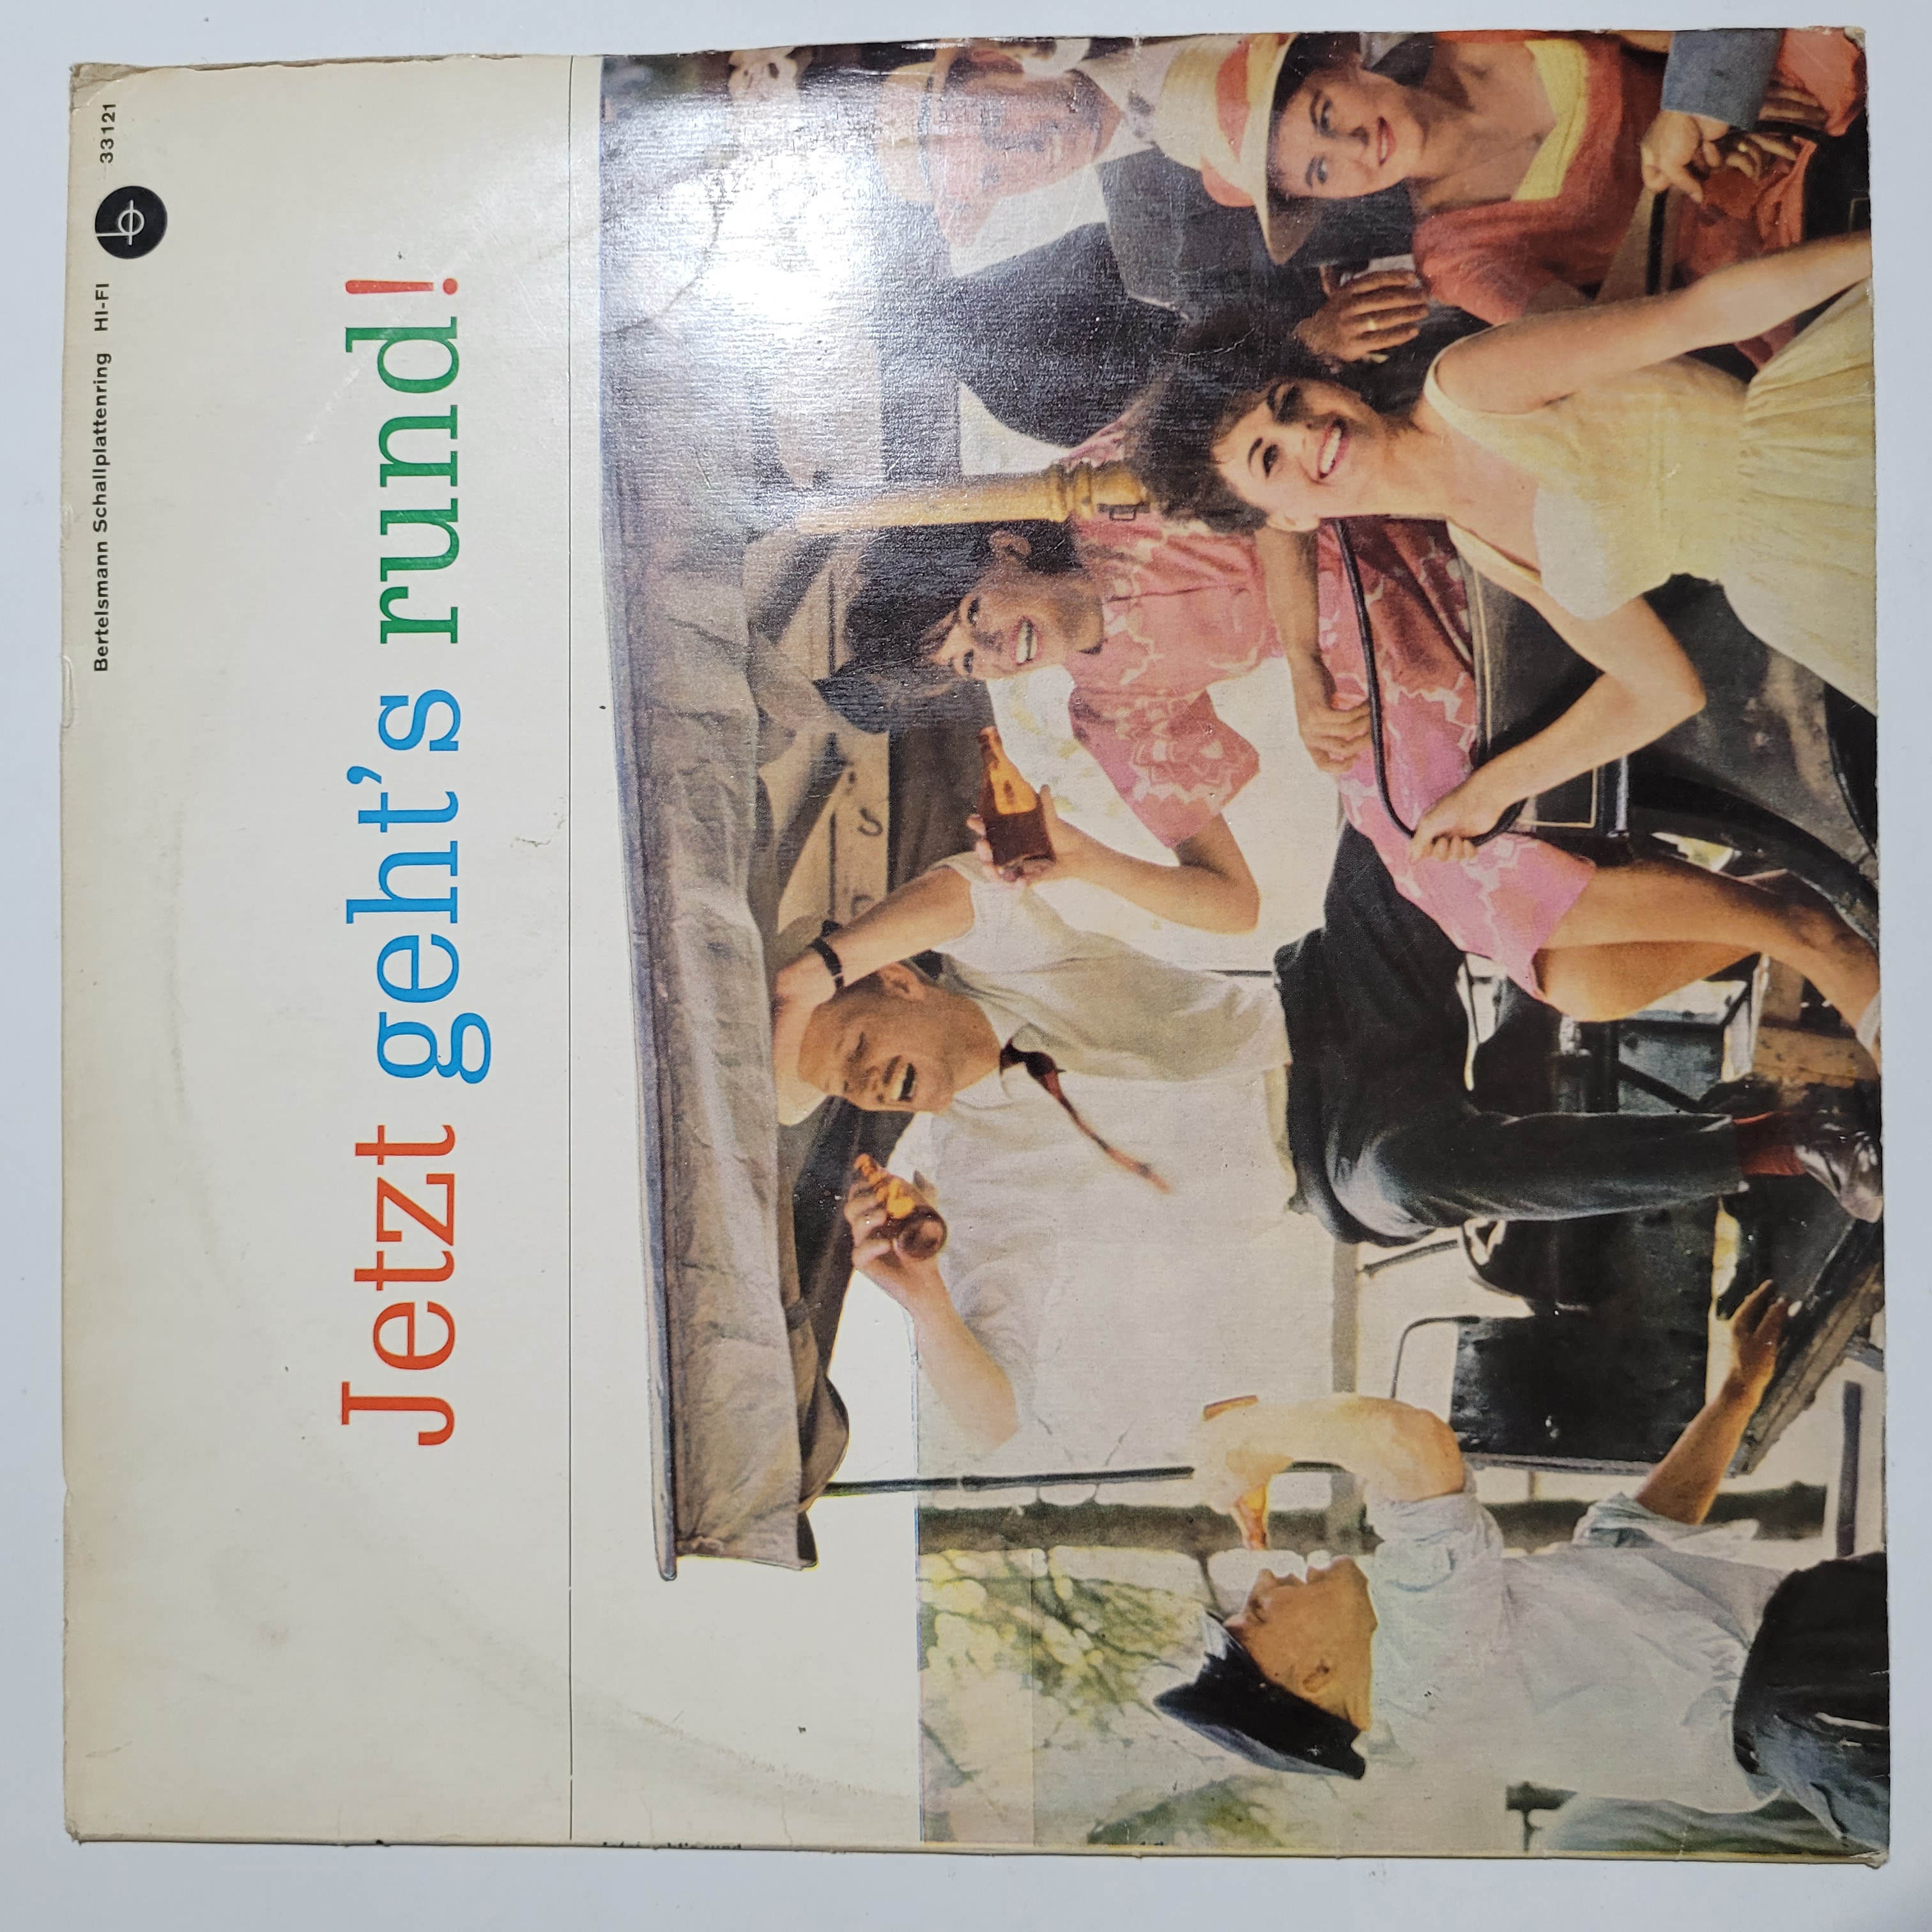 Bertelsmann Schallplattenring HI-FI b 33121
Jetzt geht's rund!